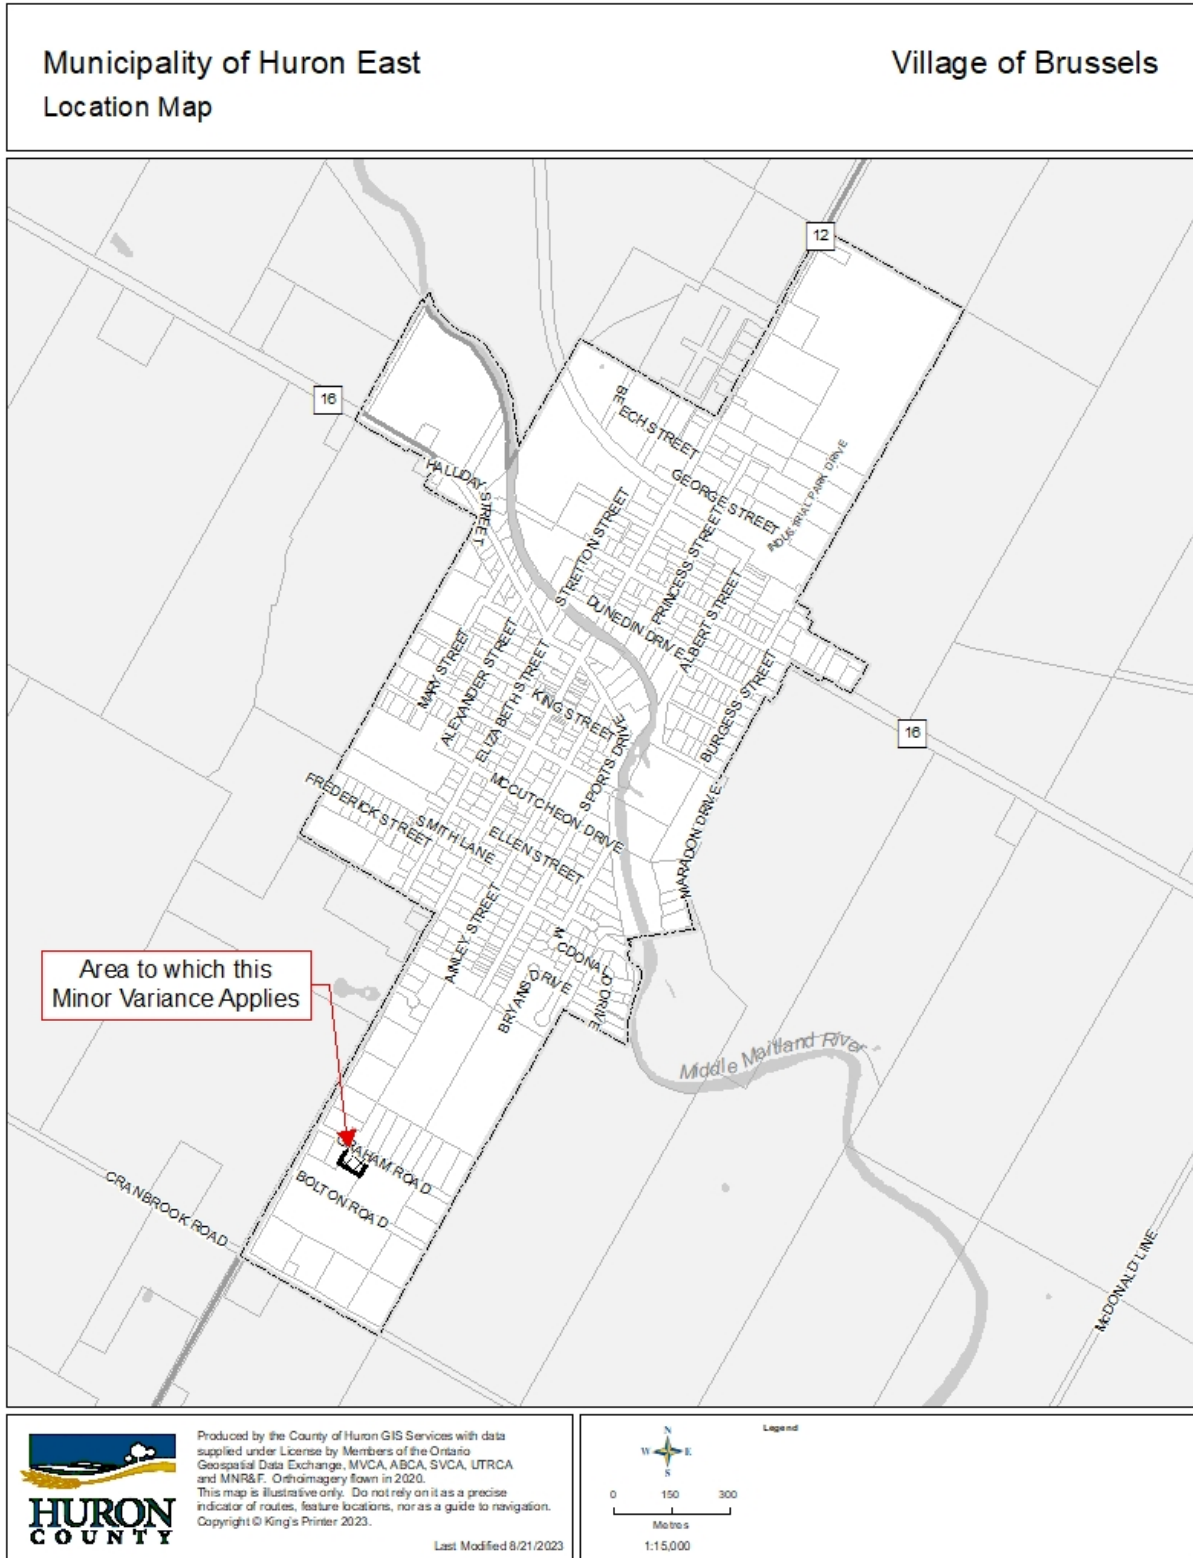 Municipality of Huron East
Village of Brussels
Location Map
12
16
BEECH STREET
HALLUDAY STREET
GEORGE STREET
INDUSTRIAL PARK DRIVE
STRETTON STREET
PRINCESS STREET
DUNEDIN DRIVE
ALBERT STREET
MARY STREET
ALEXANDER STREET
ELIZABETH STREET
KING STREET
BURGESS STREET
SPORTS DRIVE
16
FREDERICK STREET
MCCUTCHEON DRIVE
SMITH LANE
ELLEN STREET
MARADON DRIVE
AINLEY STREET
MCDONALD DRIVE
BRYANS DRIVE
Area to which this
Minor Variance Applies
Middle Maitland River
GRAHAM ROAD
BOLTON ROAD
CRANBROOK ROAD
McDONALD LINE
HURON
COUNTY
Produced by the County of Huron GIS Services with data
supplied under License by Members of the Ontario
Geospatial Data Exchange, MVCA, ABCA, SVCA, UTRCA
and MNR&F. Orthoimagery flown in 2020.
This map is illustrative only. Do not rely on it as a precise
indicator of routes, feature locations, nor as a guide to navigation.
Copyright © King's Printer 2023.
Last Modified 8/21/2023
Legend
N
W E
S
0 150 300
Metres
1:15,000